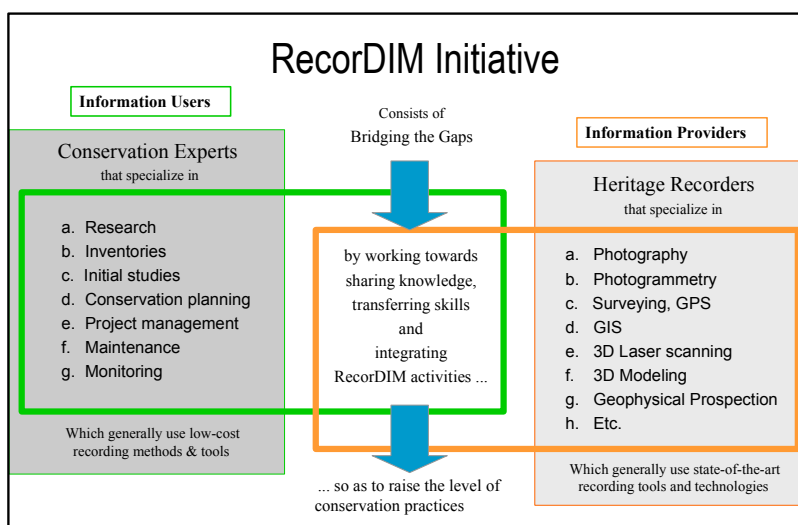 RecorDIM Initiative
Information Users
Conservation Experts
that specialize in
a. Research
b. Inventories
c. Initial studies
d. Conservation planning
e. Project management
f. Maintenance
g. Monitoring
Which generally use low-cost
recording methods & tools
Consists of
Bridging the Gaps
by working towards
sharing knowledge,
transferring skills
and
integrating
RecorDIM activities ...
... so as to raise the level of
conservation practices
Information Providers
Heritage Recorders
that specialize in
a. Photography
b. Photogrammetry
c. Surveying, GPS
d. GIS
e. 3D Laser scanning
f. 3D Modeling
g. Geophysical Prospection
h. Etc.
Which generally use state-of-the-art
recording tools and technologies